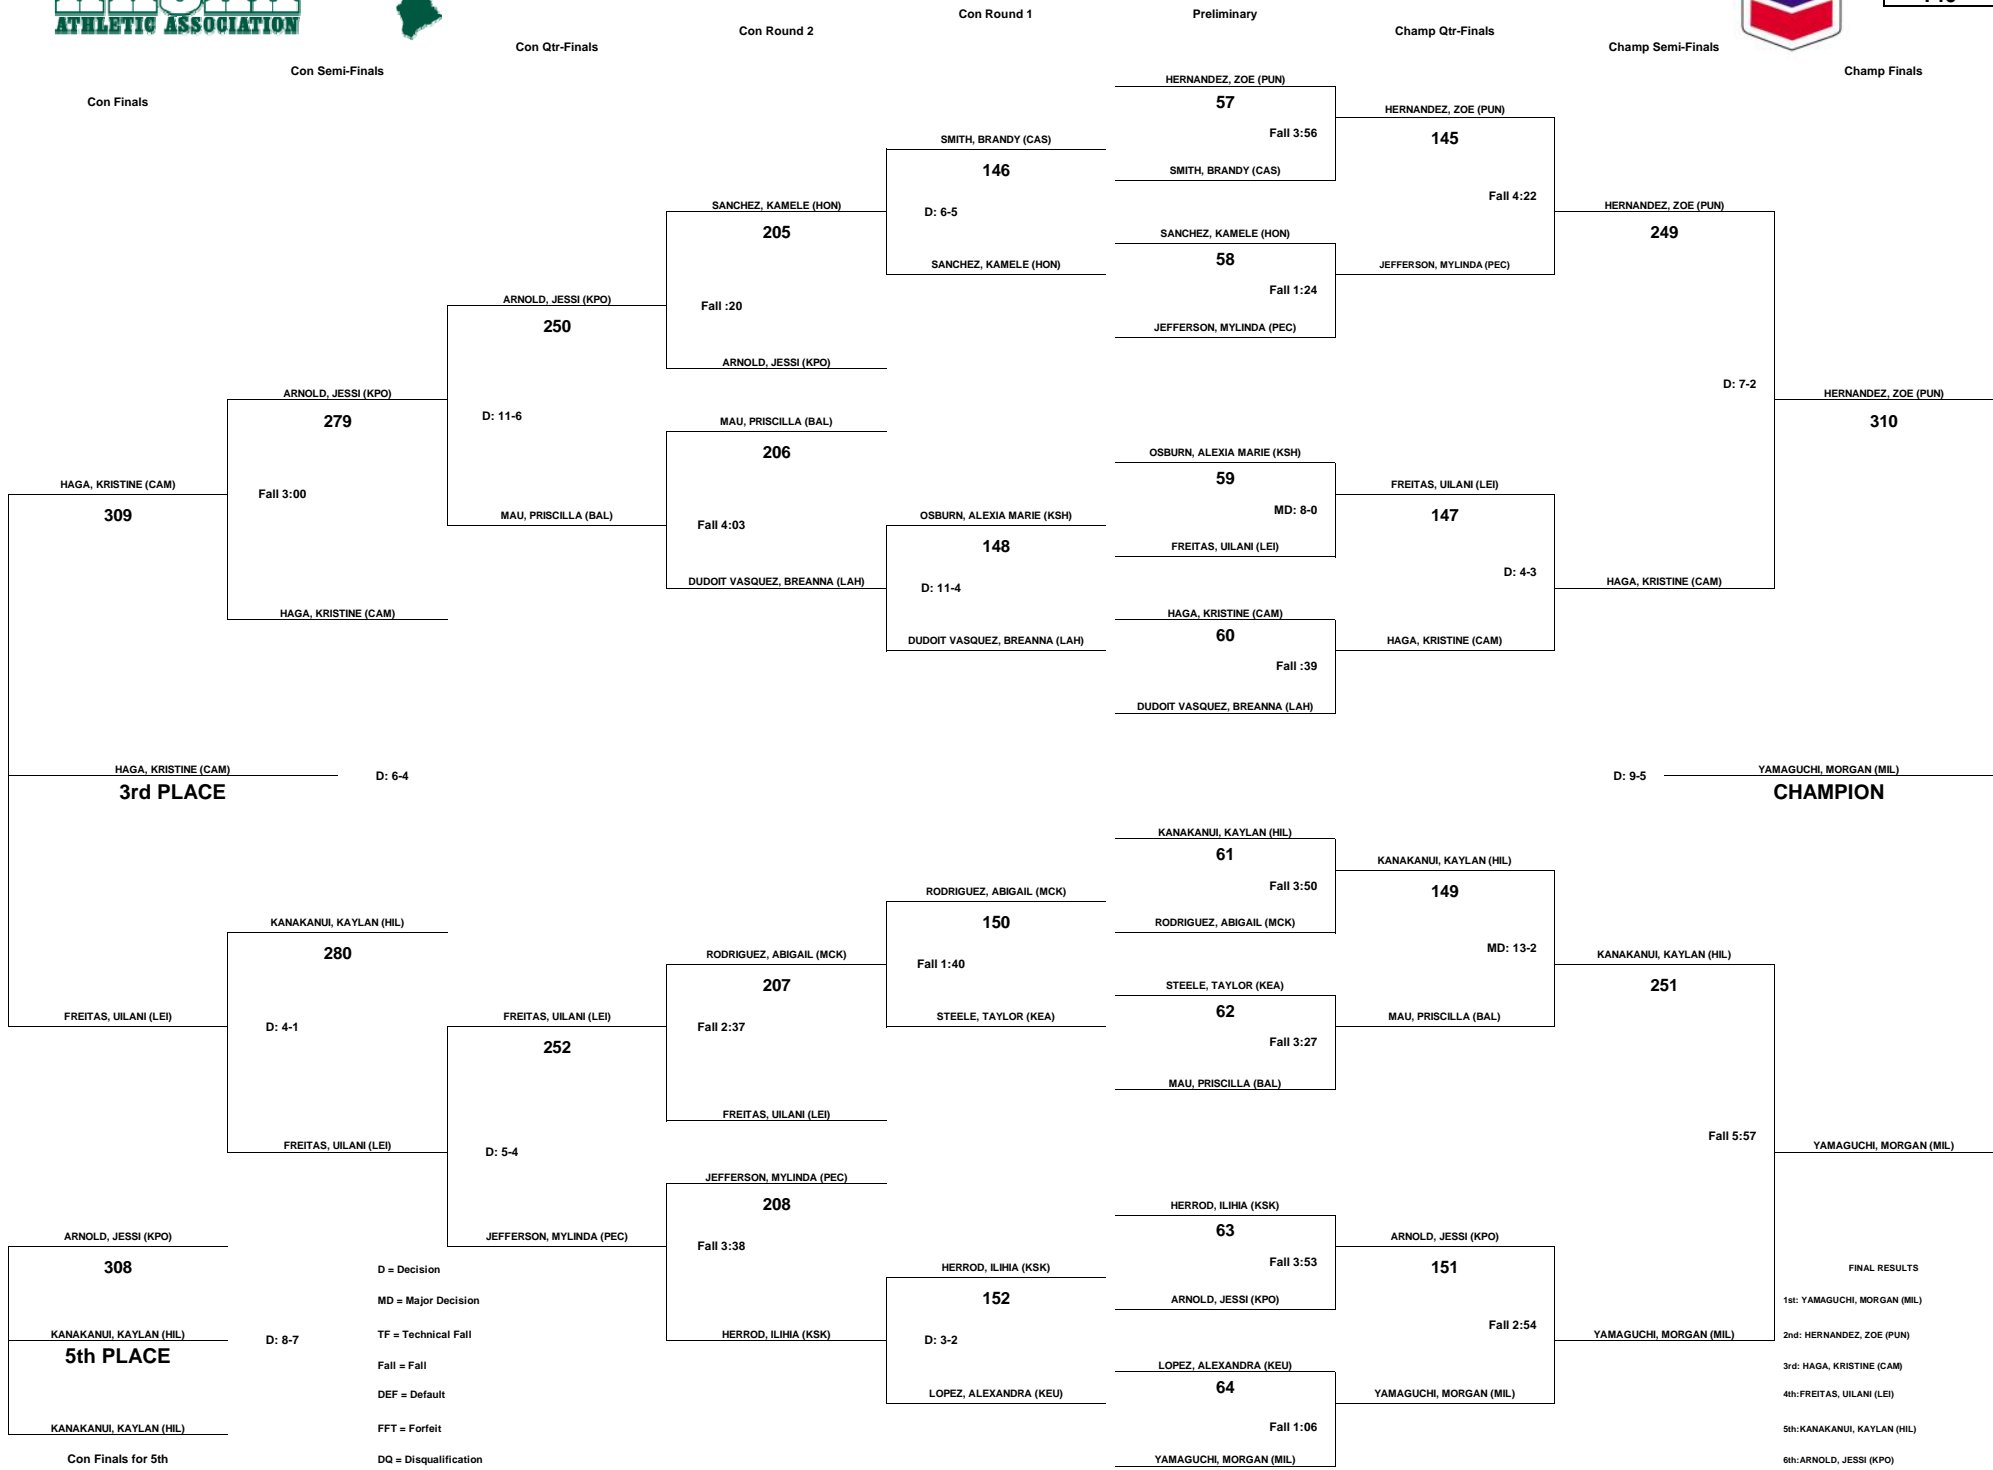 ATHLETIC ASSOCIATION
Con Finals
Con Semi-Finals
Con Qtr-Finals
Con Round 2
Con Round 1
Preliminary
Champ Qtr-Finals
Champ Semi-Finals
Champ Finals
HAGA, KRISTINE (CAM)
309
HAGA, KRISTINE (CAM)
3rd PLACE
D: 6-4
FREITAS, UILANI (LEI)
ARNOLD, JESSI (KPO)
308
KANAKANUI, KAYLAN (HIL)
5th PLACE
D: 8-7
KANAKANUI, KAYLAN (HIL)
Con Finals for 5th
ARNOLD, JESSI (KPO)
279
Fall 3:00
HAGA, KRISTINE (CAM)
KANAKANUI, KAYLAN (HIL)
280
D: 4-1
FREITAS, UILANI (LEI)
D = Decision
MD = Major Decision
TF = Technical Fall
Fall = Fall
DEF = Default
FFT = Forfeit
DQ = Disqualification
ARNOLD, JESSI (KPO)
250
D: 11-6
MAU, PRISCILLA (BAL)
FREITAS, UILANI (LEI)
252
D: 5-4
JEFFERSON, MYLINDA (PEC)
SANCHEZ, KAMELE (HON)
205
Fall :20
ARNOLD, JESSI (KPO)
MAU, PRISCILLA (BAL)
206
Fall 4:03
DUDOIT VASQUEZ, BREANNA (LAH)
RODRIGUEZ, ABIGAIL (MCK)
207
Fall 2:37
FREITAS, UILANI (LEI)
JEFFERSON, MYLINDA (PEC)
208
Fall 3:38
HERROD, ILIHIA (KSK)
SMITH, BRANDY (CAS)
146
D: 6-5
SANCHEZ, KAMELE (HON)
OSBURN, ALEXIA MARIE (KSH)
148
D: 11-4
DUDOIT VASQUEZ, BREANNA (LAH)
RODRIGUEZ, ABIGAIL (MCK)
150
Fall 1:40
STEELE, TAYLOR (KEA)
HERROD, ILIHIA (KSK)
152
D: 3-2
LOPEZ, ALEXANDRA (KEU)
HERNANDEZ, ZOE (PUN)
57
Fall 3:56
SMITH, BRANDY (CAS)
SANCHEZ, KAMELE (HON)
58
Fall 1:24
JEFFERSON, MYLINDA (PEC)
OSBURN, ALEXIA MARIE (KSH)
59
MD: 8-0
FREITAS, UILANI (LEI)
HAGA, KRISTINE (CAM)
60
Fall :39
DUDOIT VASQUEZ, BREANNA (LAH)
KANAKANUI, KAYLAN (HIL)
61
Fall 3:50
RODRIGUEZ, ABIGAIL (MCK)
STEELE, TAYLOR (KEA)
62
Fall 3:27
MAU, PRISCILLA (BAL)
HERROD, ILIHIA (KSK)
63
Fall 3:53
ARNOLD, JESSI (KPO)
LOPEZ, ALEXANDRA (KEU)
64
Fall 1:06
YAMAGUCHI, MORGAN (MIL)
HERNANDEZ, ZOE (PUN)
145
Fall 4:22
JEFFERSON, MYLINDA (PEC)
FREITAS, UILANI (LEI)
147
D: 4-3
HAGA, KRISTINE (CAM)
KANAKANUI, KAYLAN (HIL)
149
MD: 13-2
MAU, PRISCILLA (BAL)
ARNOLD, JESSI (KPO)
151
Fall 2:54
YAMAGUCHI, MORGAN (MIL)
HERNANDEZ, ZOE (PUN)
249
D: 7-2
HAGA, KRISTINE (CAM)
KANAKANUI, KAYLAN (HIL)
251
Fall 5:57
YAMAGUCHI, MORGAN (MIL)
HERNANDEZ, ZOE (PUN)
310
D: 9-5
YAMAGUCHI, MORGAN (MIL)
CHAMPION
YAMAGUCHI, MORGAN (MIL)
FINAL RESULTS
1st: YAMAGUCHI, MORGAN (MIL)
2nd: HERNANDEZ, ZOE (PUN)
3rd: HAGA, KRISTINE (CAM)
4th:FREITAS, UILANI (LEI)
5th:KANAKANUI, KAYLAN (HIL)
6th:ARNOLD, JESSI (KPO)